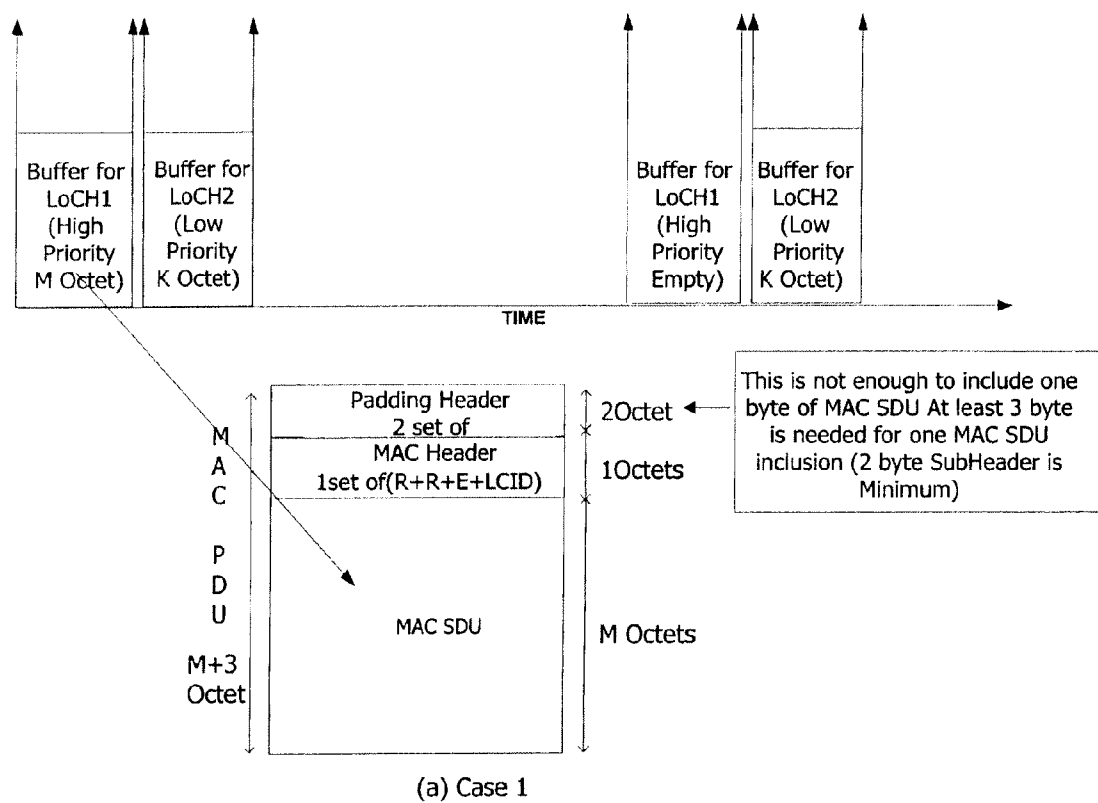 Buffer for
LoCH1
(High
Priority
M Octet)
Buffer for
LoCH2
(Low
Priority
K Octet)
Buffer for
LoCH1
(High
Priority
Empty)
Buffer for
LoCH2
(Low
Priority
K Octet)
TIME
M
A
C
P
D
U
M+3
Octet
Padding Header
2 set of
MAC Header
1set of(R+R+E+LCID)
MAC SDU
2Octet
1Octets
M Octets
This is not enough to include one
byte of MAC SDU At least 3 byte
is needed for one MAC SDU
inclusion (2 byte SubHeader is
Minimum)
(a) Case 1